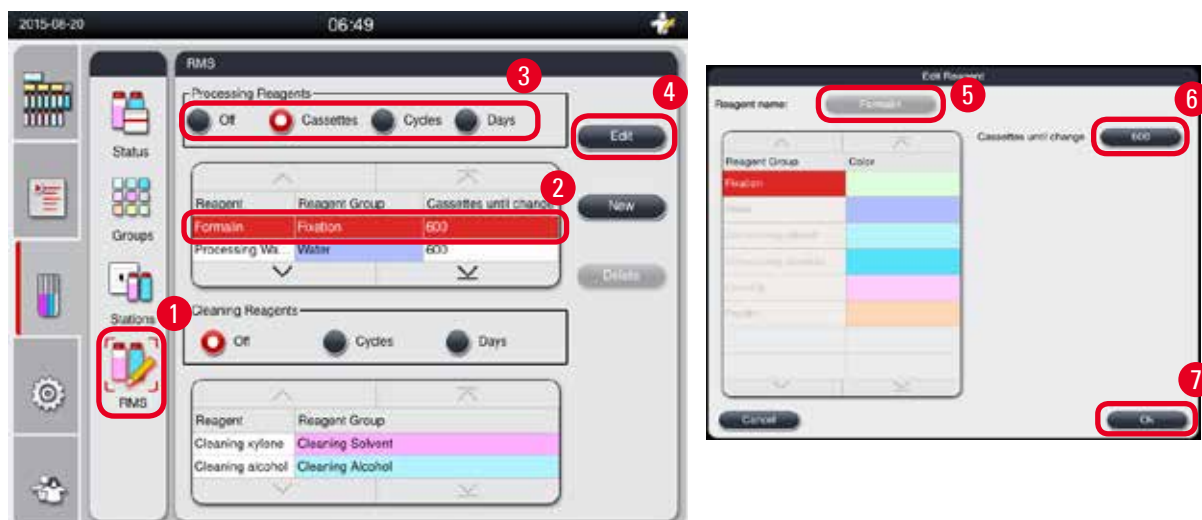 2015-08-20
06:49
RMS
3
Processing Reagents
4
Off
Cassettes
Cycles
Days
Edit
Status
2
Reagent
Reagent Group
Cassettes until change
New
Formalin
Fixation
600
Groups
Processing Wa...
Water
600
Delete
Stations
1
Cleaning Reagents
Off
Cycles
Days
RMS
Reagent
Reagent Group
Cleaning xylene
Cleaning Solvent
Cleaning alcohol
Cleaning Alcohol
Edit Reagent
Reagent name:
Formalin
5
6
Cassettes until change
600
Reagent Group
Color
Fixation
7
Cancel
Ok